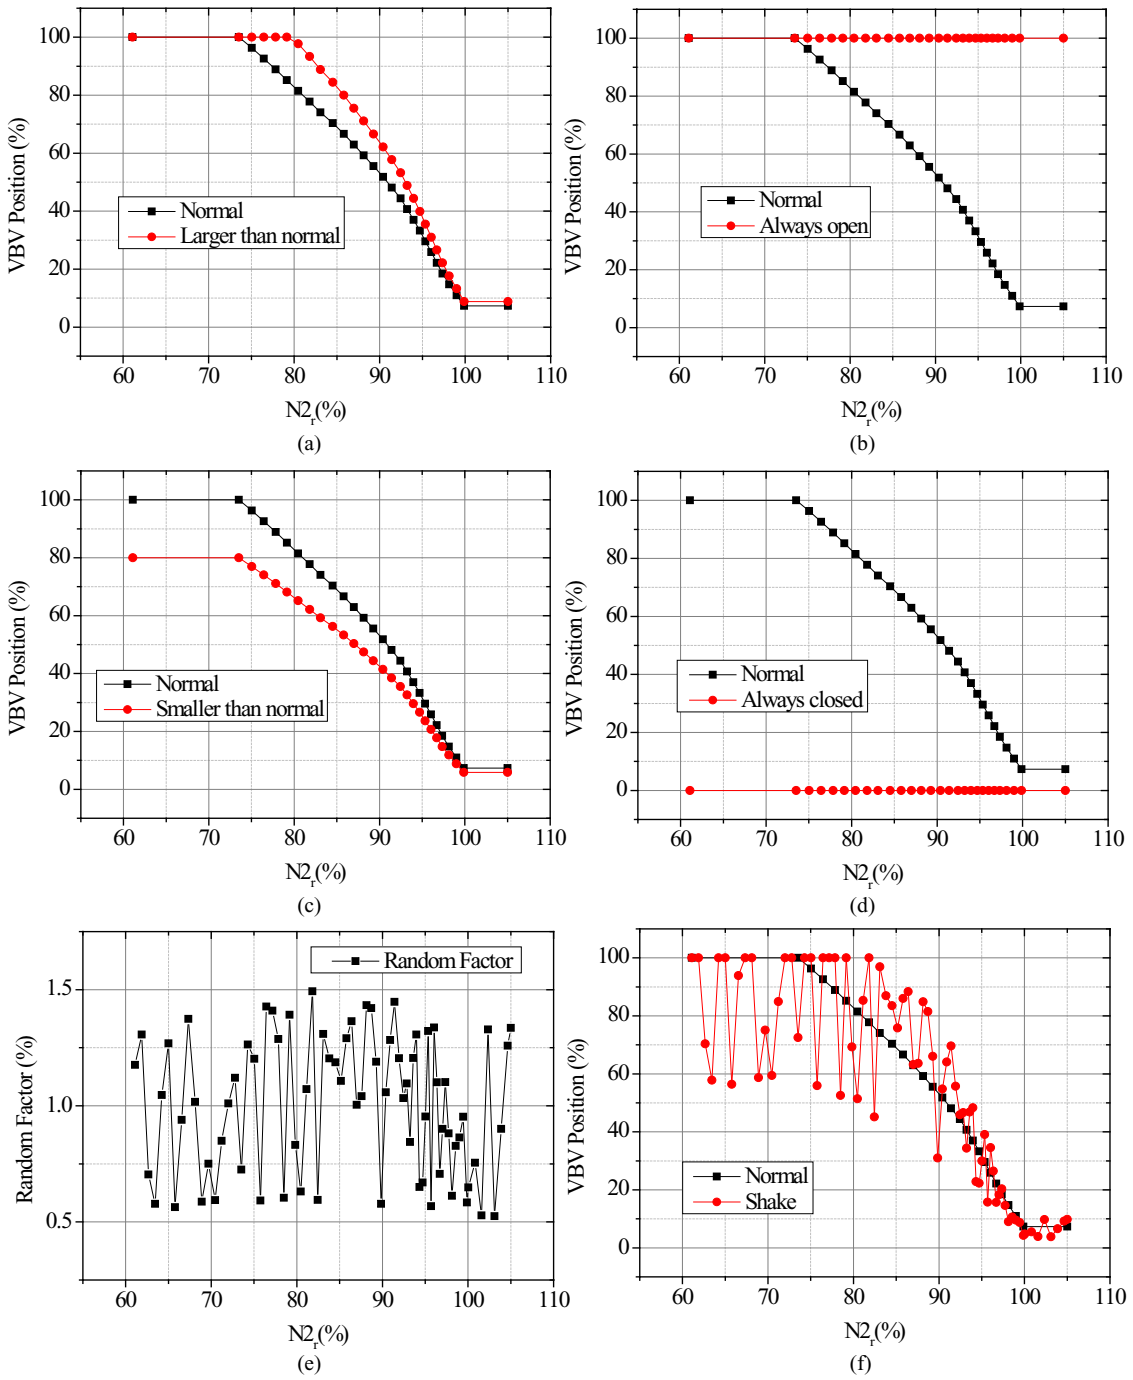 100
80
60
40
20
0
VBV Position (%)
Normal
Larger than normal
60 70 80 90 100 110
N2r(%)
(a)
100
80
60
40
20
0
VBV Position (%)
Normal
Always open
60 70 80 90 100 110
N2r(%)
(b)
100
80
60
40
20
0
VBV Position (%)
Normal
Smaller than normal
60 70 80 90 100 110
N2r(%)
(c)
100
80
60
40
20
0
VBV Position (%)
Normal
Always closed
60 70 80 90 100 110
N2r(%)
(d)
1.5
1.0
0.5
Random Factor (%)
Random Factor
60 70 80 90 100 110
N2r(%)
(e)
100
80
60
40
20
0
VBV Position (%)
Normal
Shake
60 70 80 90 100 110
N2r(%)
(f)